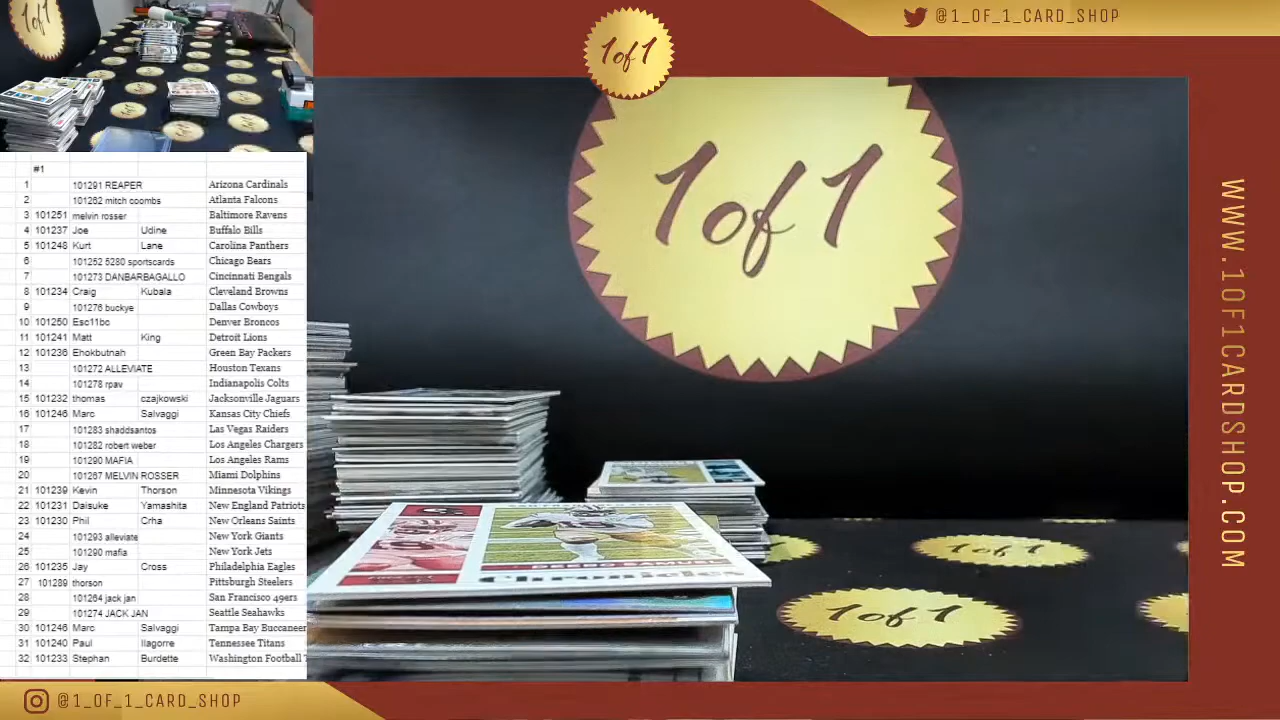 1of1
@1_OF_1_CARD_SHOP
1of1
1of1
#1
1 101291 REAPER Arizona Cardinals
2 101262 mitch coombs Atlanta Falcons
3 101251 melvin rosser Baltimore Ravens
4 101237 Joe Udine Buffalo Bills
5 101248 Kurt Lane Carolina Panthers
6 101252 5280 sportscards Chicago Bears
7 101273 DANBARBAGALLO Cincinnati Bengals
8 101234 Craig Kubala Cleveland Browns
9 101276 buckye Dallas Cowboys
10 101250 Esc11bc Denver Broncos
11 101241 Matt King Detroit Lions
12 101236 Ehokbutnah Green Bay Packers
13 101272 ALLEVIATE Houston Texans
14 101278 rpav Indianapolis Colts
15 101232 thomas czajkowski Jacksonville Jaguars
16 101246 Marc Salvaggi Kansas City Chiefs
17 101283 shaddsantos Las Vegas Raiders
18 101282 robert weber Los Angeles Chargers
19 101290 MAFIA Los Angeles Rams
20 101267 MELVIN ROSSER Miami Dolphins
21 101239 Kevin Thorson Minnesota Vikings
22 101231 Daisuke Yamashita New England Patriots
23 101230 Phil Crha New Orleans Saints
24 101293 alleviate New York Giants
25 101290 mafia New York Jets
26 101235 Jay Cross Philadelphia Eagles
27 101289 thorson Pittsburgh Steelers
28 101264 jack jan San Francisco 49ers
29 101274 JACK JAN Seattle Seahawks
30 101246 Marc Salvaggi Tampa Bay Buccaneer
31 101240 Paul Ilagorre Tennessee Titans
32 101233 Stephan Burdette Washington Football T
WWW.1OF1CARDSHOP.COM
DEEBO SAMUEL
Chronicles
1of1
1of1
@1_OF_1_CARD_SHOP